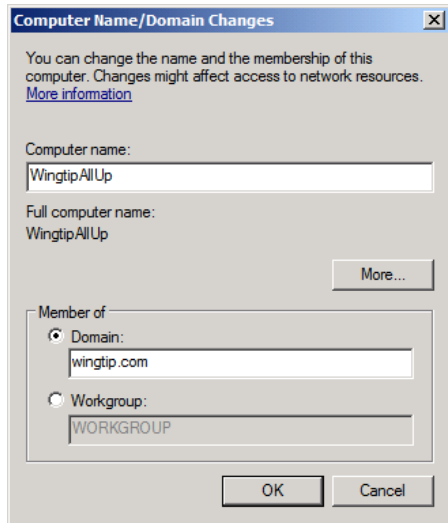 Computer Name/Domain Changes
You can change the name and the membership of this
computer. Changes might affect access to network resources.
More information
Computer name:
WingtipAllUp
Full computer name:
WingtipAllUp
More...
Member of
Domain:
wingtip.com
Workgroup:
WORKGROUP
OK Cancel